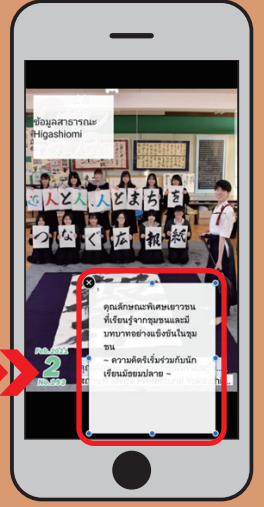 ข้อมูลสาธารณะ
Higashiomi
人と人、人とまちを
つなぐ広報紙
คุณลักษณะพิเศษเยาวชน
ที่เรียนรู้จากชุมชนและมี
บทบาทอย่างแข็งขันในชุม
ชน
~ ความคิดริเริ่มร่วมกับนัก
เรียนมัธยมปลาย ~
Feb.2021
2